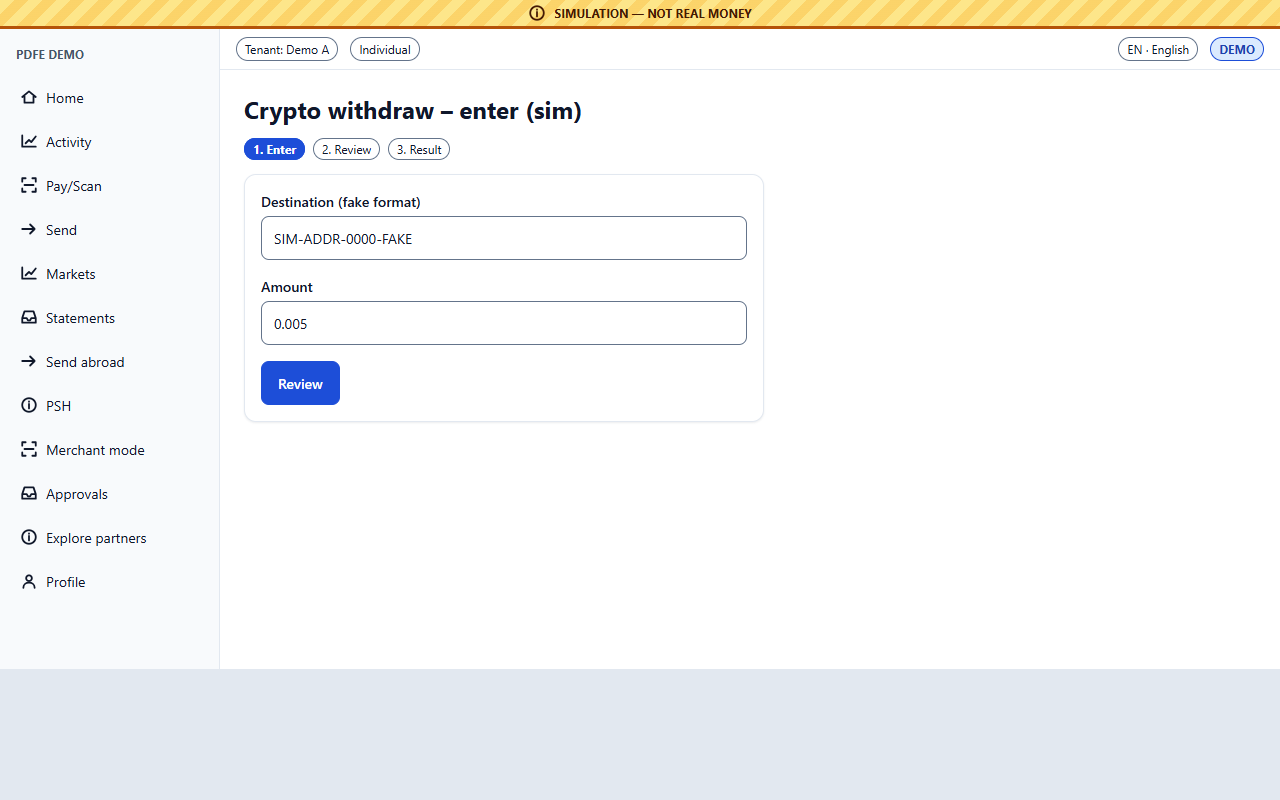 SIMULATION — NOT REAL MONEY
PDFE DEMO
Home
Activity
Pay/Scan
Send
Markets
Statements
Send abroad
PSH
Merchant mode
Approvals
Explore partners
Profile
Tenant: Demo A
Individual
EN · English
DEMO
Crypto withdraw – enter (sim)
1. Enter
2. Review
3. Result
Destination (fake format)
SIM-ADDR-0000-FAKE
Amount
0.005
Review